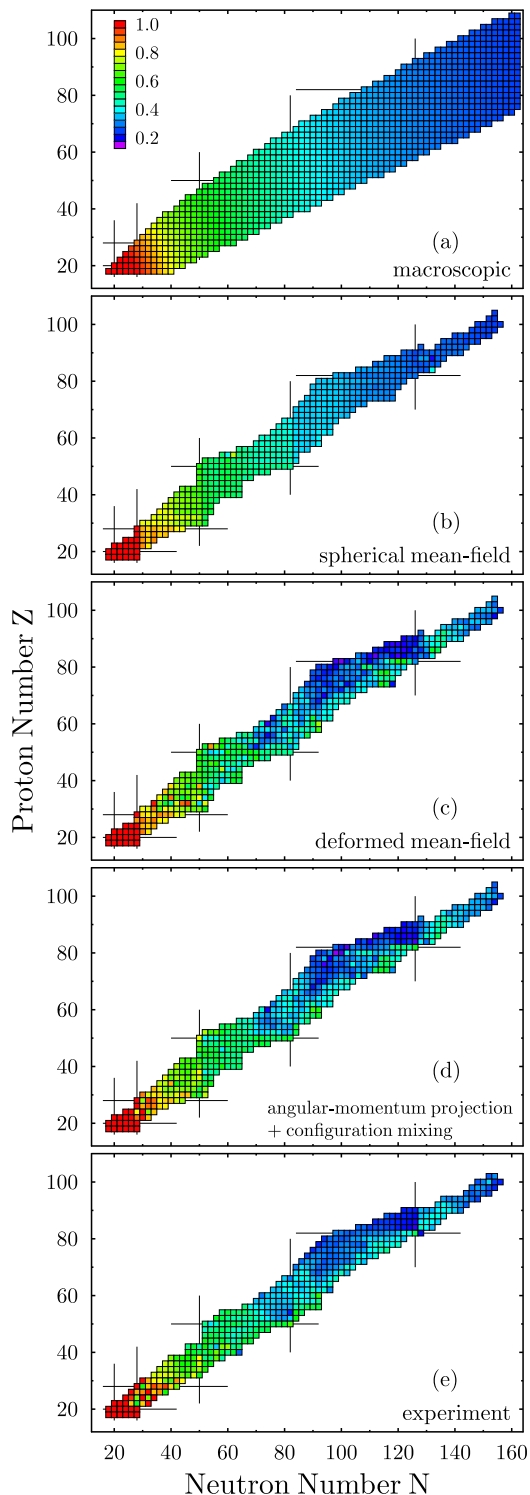 100
80
60
40
20
1.0
0.8
0.6
0.4
0.2
(a)
macroscopic
100
80
60
40
20
(b)
spherical mean-field
100
80
60
40
20
(c)
deformed mean-field
100
80
60
40
20
(d)
angular-momentum projection
+ configuration mixing
100
80
60
40
20
(e)
experiment
20 40 60 80 100 120 140 160
Neutron Number N
Proton Number Z